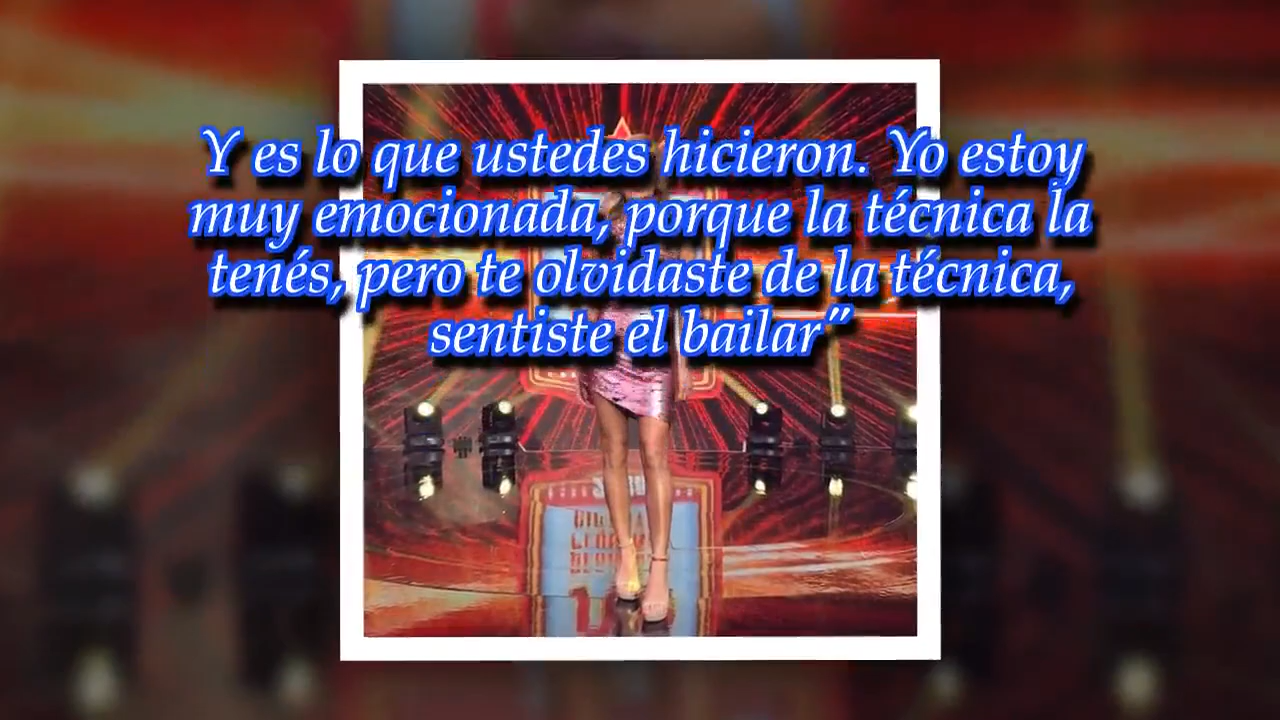 Y es lo que ustedes hicieron. Yo estoy
muy emocionada, porque la técnica la
tenés, pero te olvidaste de la técnica,
sentiste el bailar”